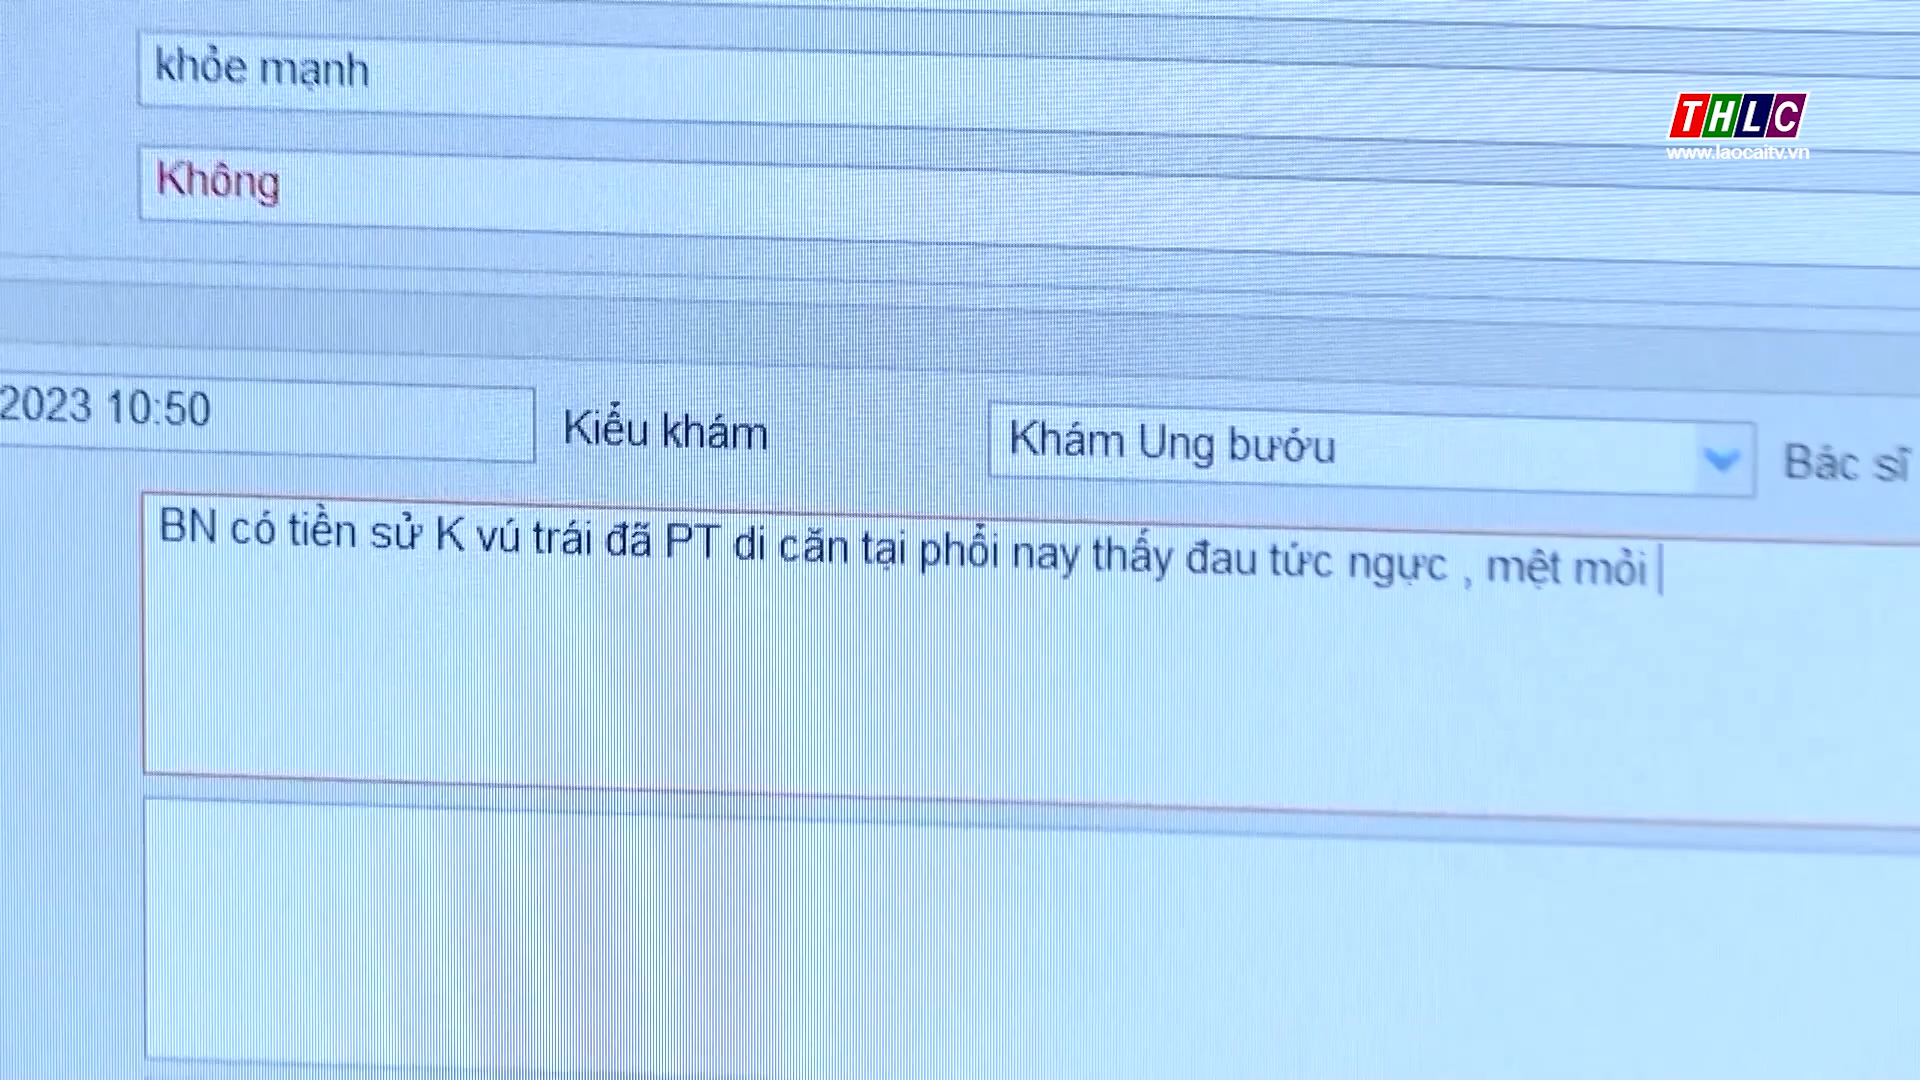 khỏe mạnh
THLC
www.laocaitv.vn
Không
2023 10:50
Kiểu khám
Khám Ung bướu
Bác sĩ
BN có tiền sử K vú trái đã PT di căn tại phổi nay thấy đau tức ngực , mệt mỏi